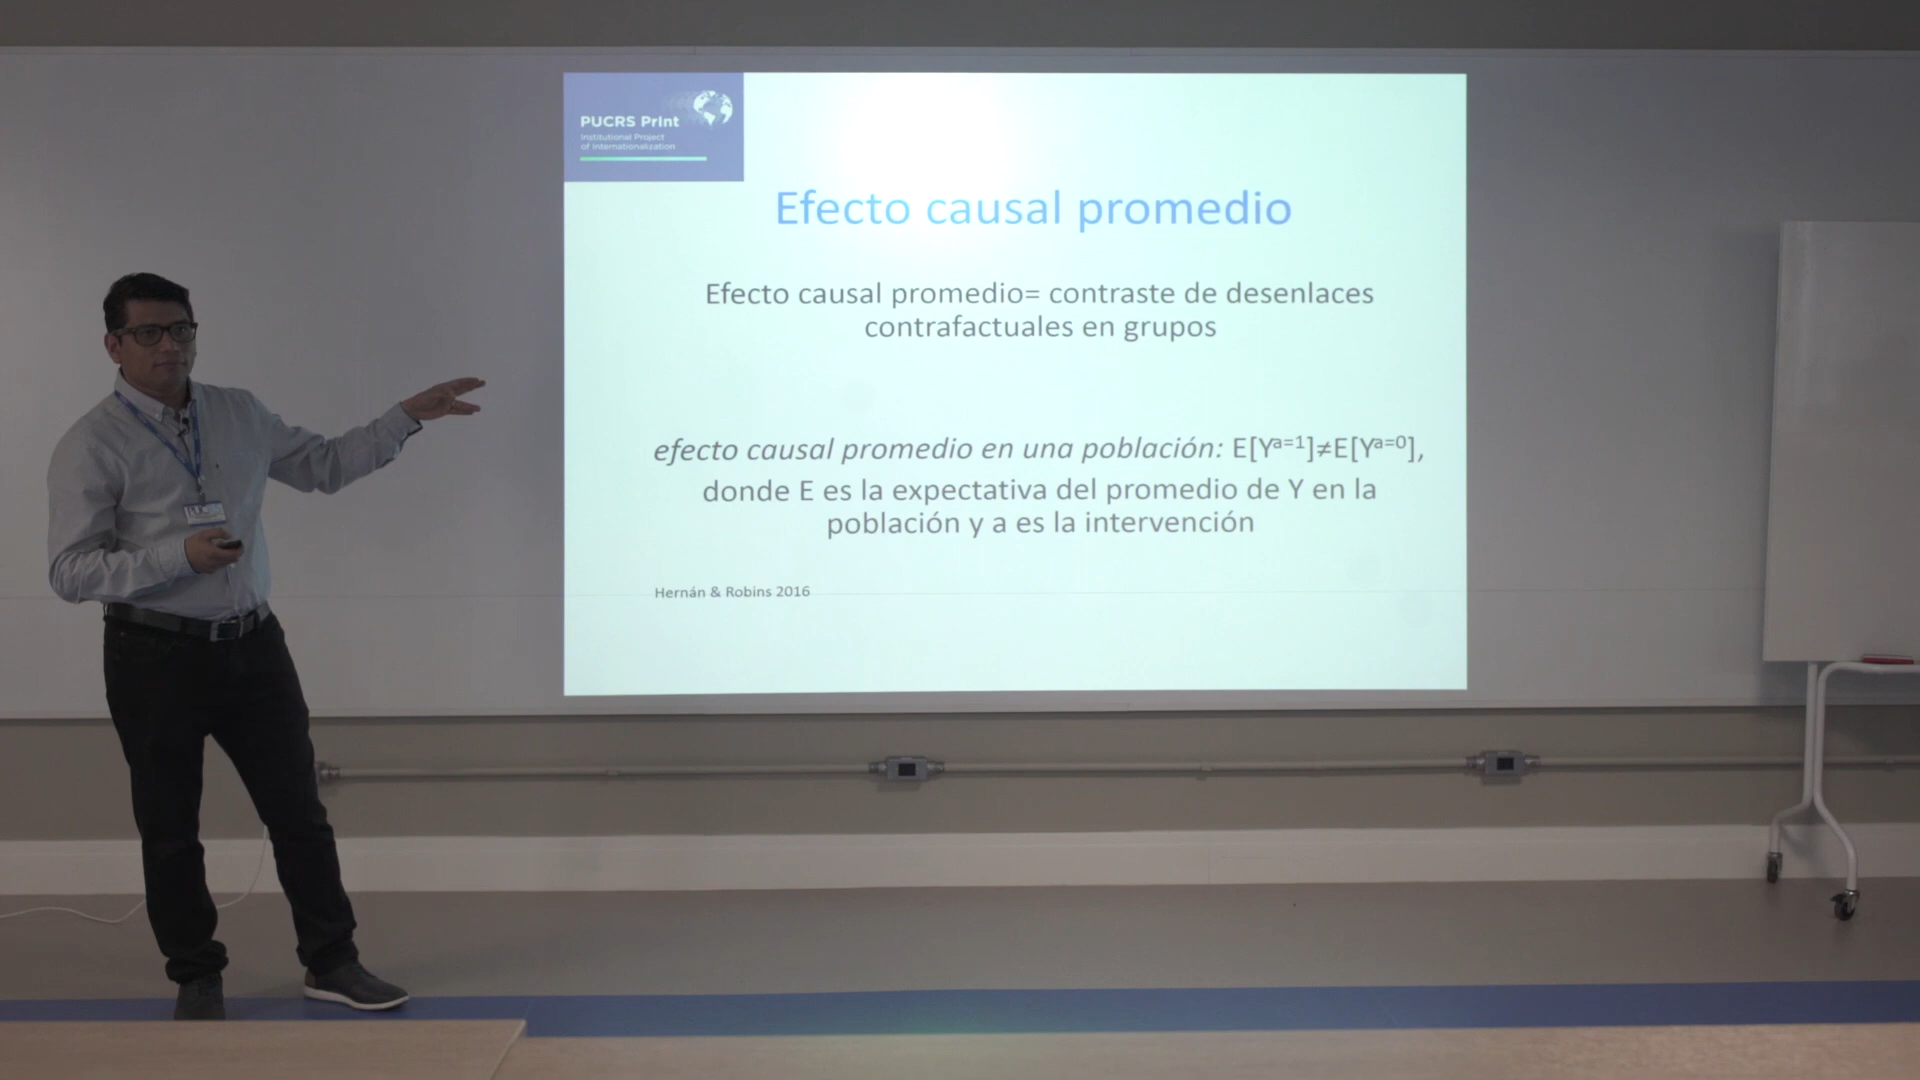 PUCRS PrInt
Institutional Project
of Internationalization
Efecto causal promedio
Efecto causal promedio= contraste de desenlaces
contrafactuales en grupos
efecto causal promedio en una población: E[Yᵃ⁼¹]≠E[Yᵃ⁼⁰],
donde E es la expectativa del promedio de Y en la
población y a es la intervención
Hernán & Robins 2016